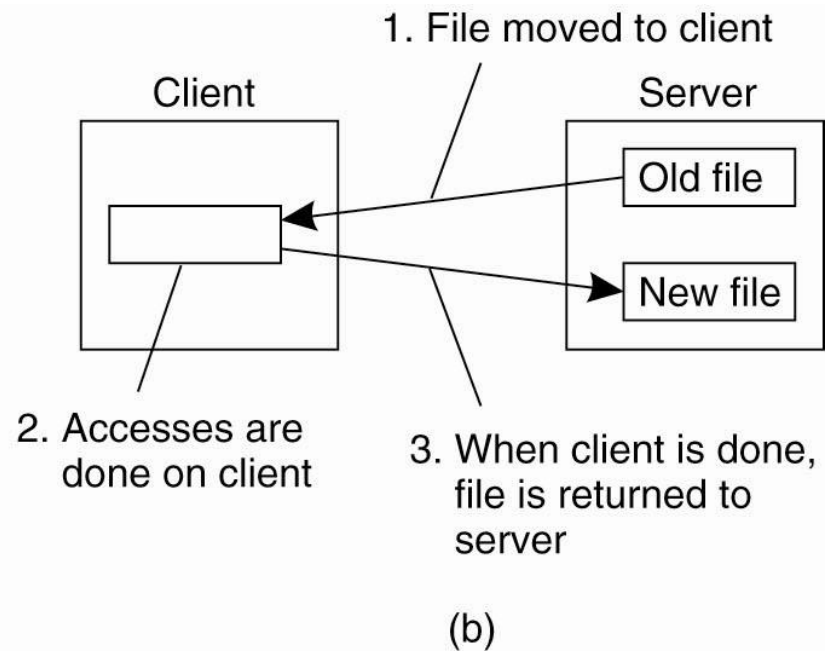 1. File moved to client
Client
Server
Old file
New file
2. Accesses are
done on client
3. When client is done,
file is returned to
server
(b)